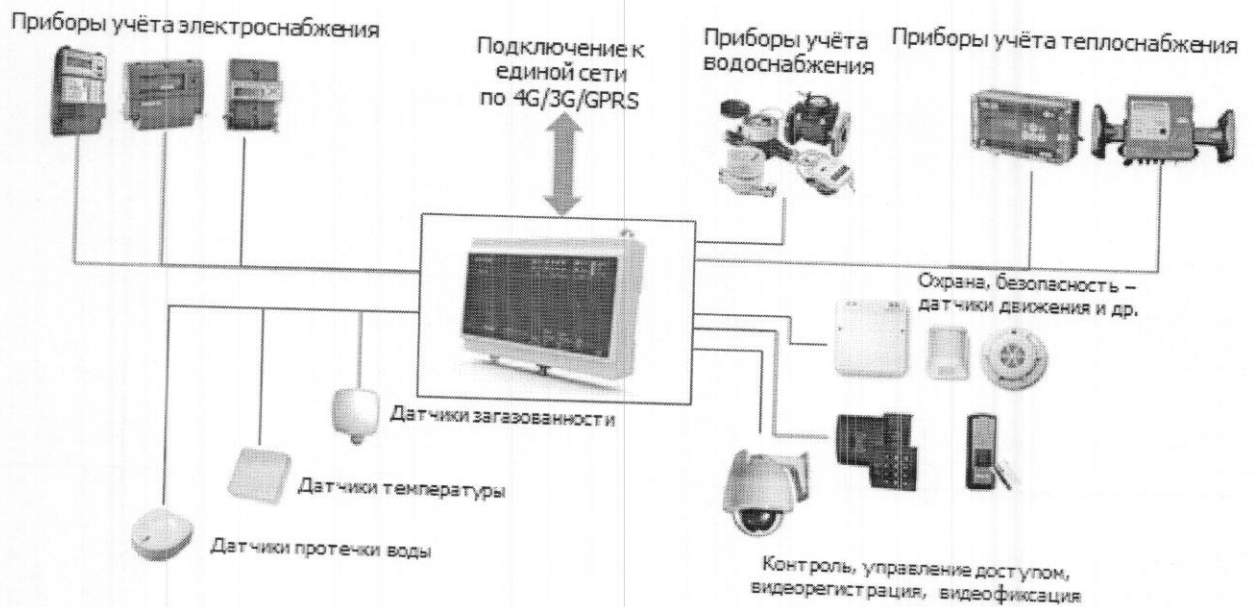 Приборы учёта электроснабжения
Подключение к
единой сети
по 4G/3G/GPRS
Приборы учёта
водоснабжения
Приборы учёта теплоснабжения
Охрана, безопасность –
датчики движения и др.
Датчики загазованности
Датчики температуры
Датчики протечки воды
Контроль, управление доступом,
видеорегистрация, видеофиксация